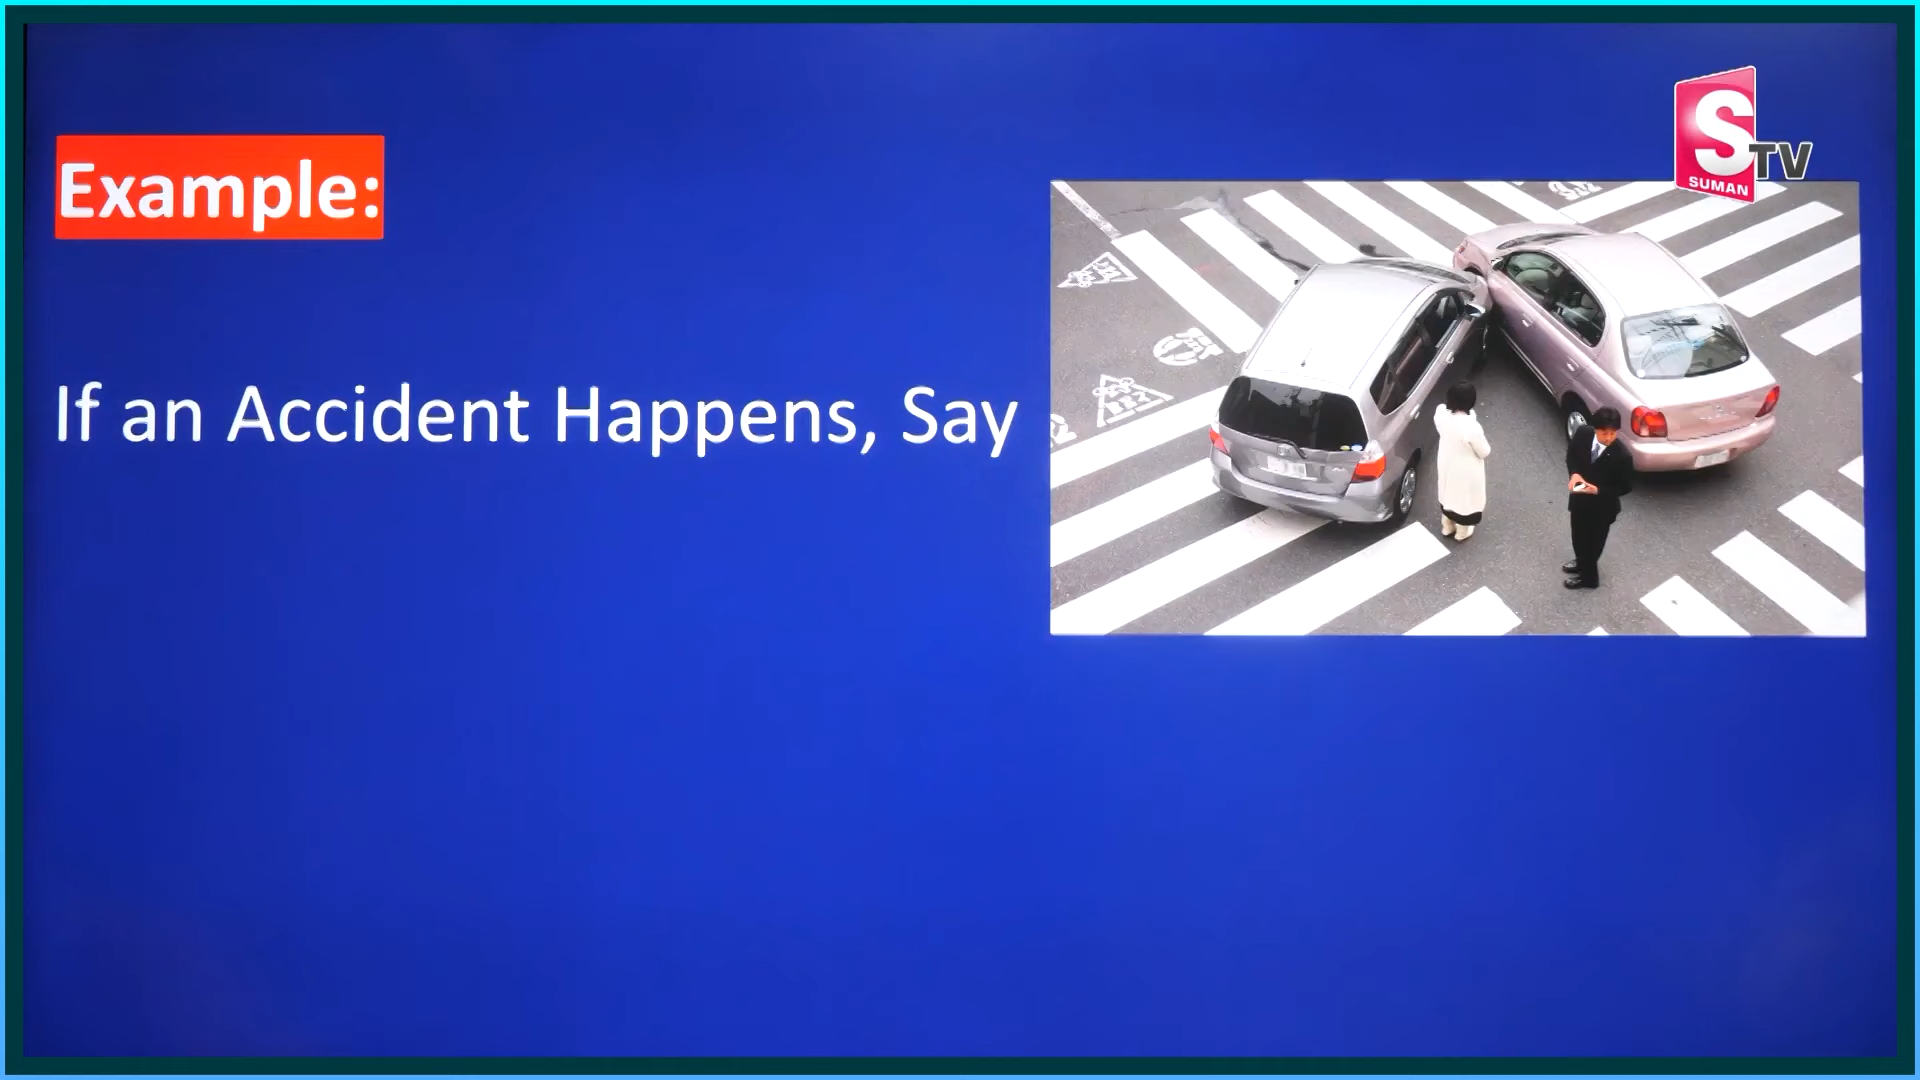 Example:
If an Accident Happens, Say
S
TV
SUMAN